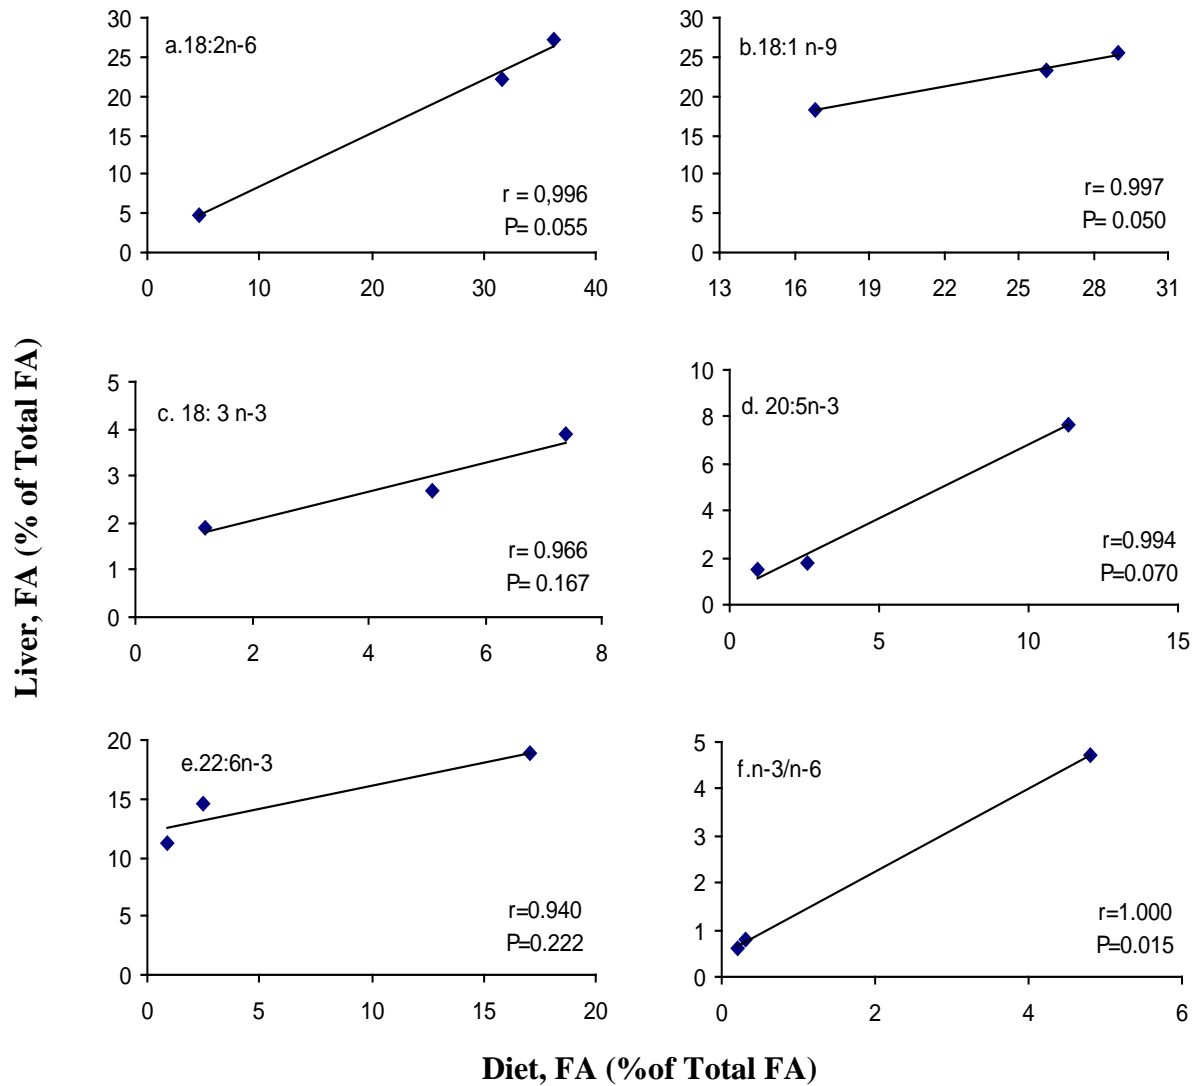 Liver, FA (% of Total FA)
30
25
20
15
10
5
0
a.18:2n-6
r = 0,996
P= 0.055
0 10 20 30 40
30
25
20
15
10
5
0
b.18:1 n-9
r= 0.997
P= 0.050
13 16 19 22 25 28 31
5
4
3
2
1
0
c. 18: 3 n-3
r= 0.966
P= 0.167
0 2 4 6 8
10
8
6
4
2
0
d. 20:5n-3
r=0.994
P=0.070
0 5 10 15
20
15
10
5
0
e.22:6n-3
r=0.940
P=0.222
0 5 10 15 20
5
4
3
2
1
0
f.n-3/n-6
r=1.000
P=0.015
0 2 4 6
Diet, FA (%of Total FA)